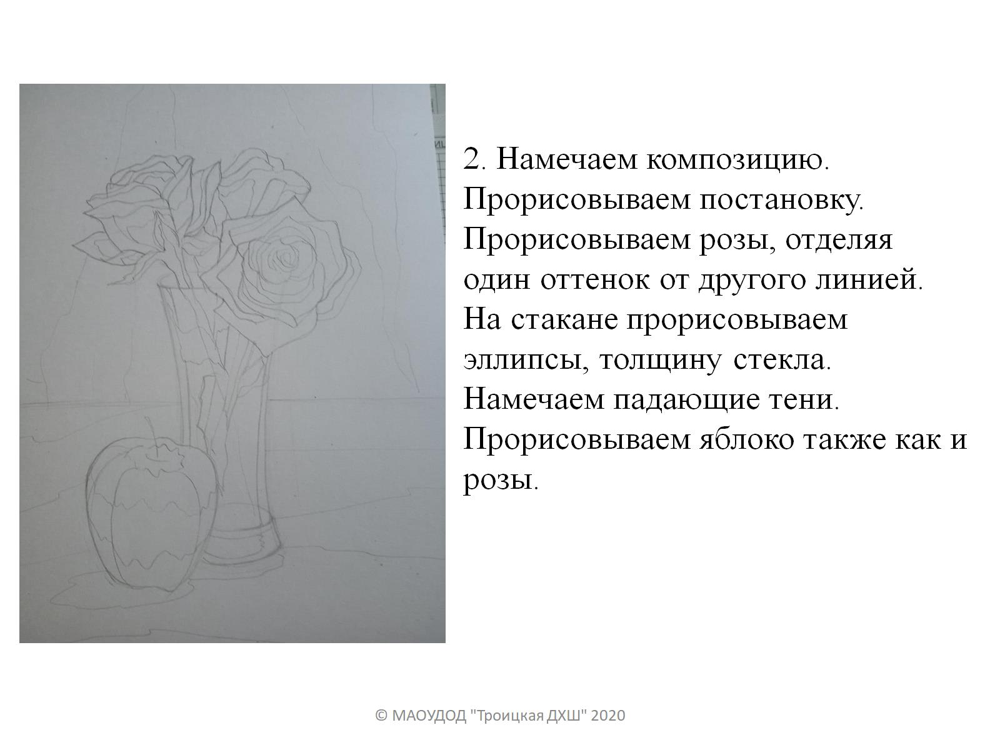 2. Намечаем композицию.
Прорисовываем постановку.
Прорисовываем розы, отделяя
один оттенок от другого линией.
На стакане прорисовываем
эллипсы, толщину стекла.
Намечаем падающие тени.
Прорисовываем яблоко также как и
розы.
© МАОУДОД "Троицкая ДХШ" 2020